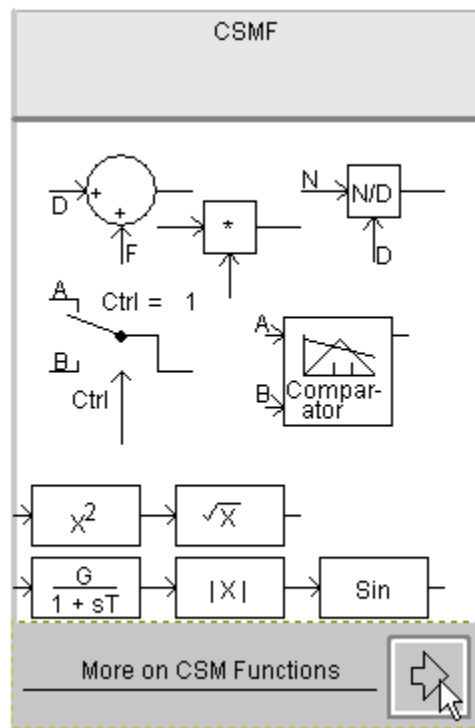 CSMF
D
+
+
F
*
N
N/D
D
A
B
Ctrl = 1
Ctrl
A
B
Compar-
ator
X²
√X
G
1 + sT
|X|
Sin
More on CSM Functions